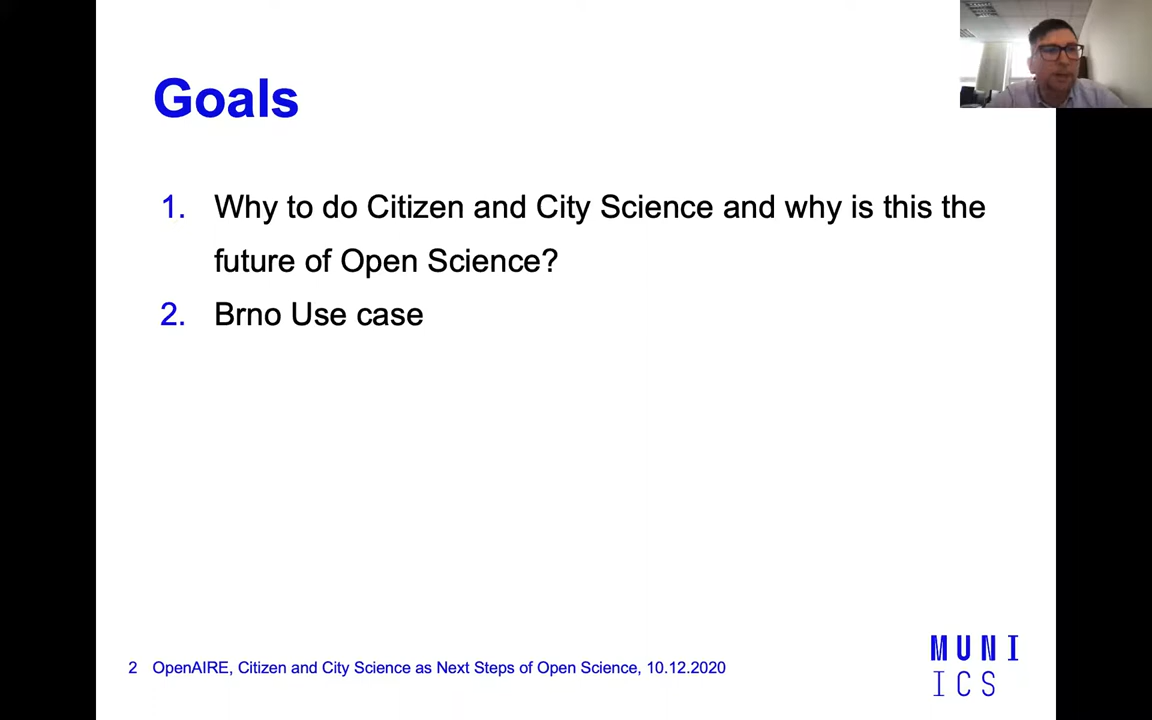 Goals
1. Why to do Citizen and City Science and why is this the
future of Open Science?
2. Brno Use case
2 OpenAIRE, Citizen and City Science as Next Steps of Open Science, 10.12.2020
MUNI
ICS